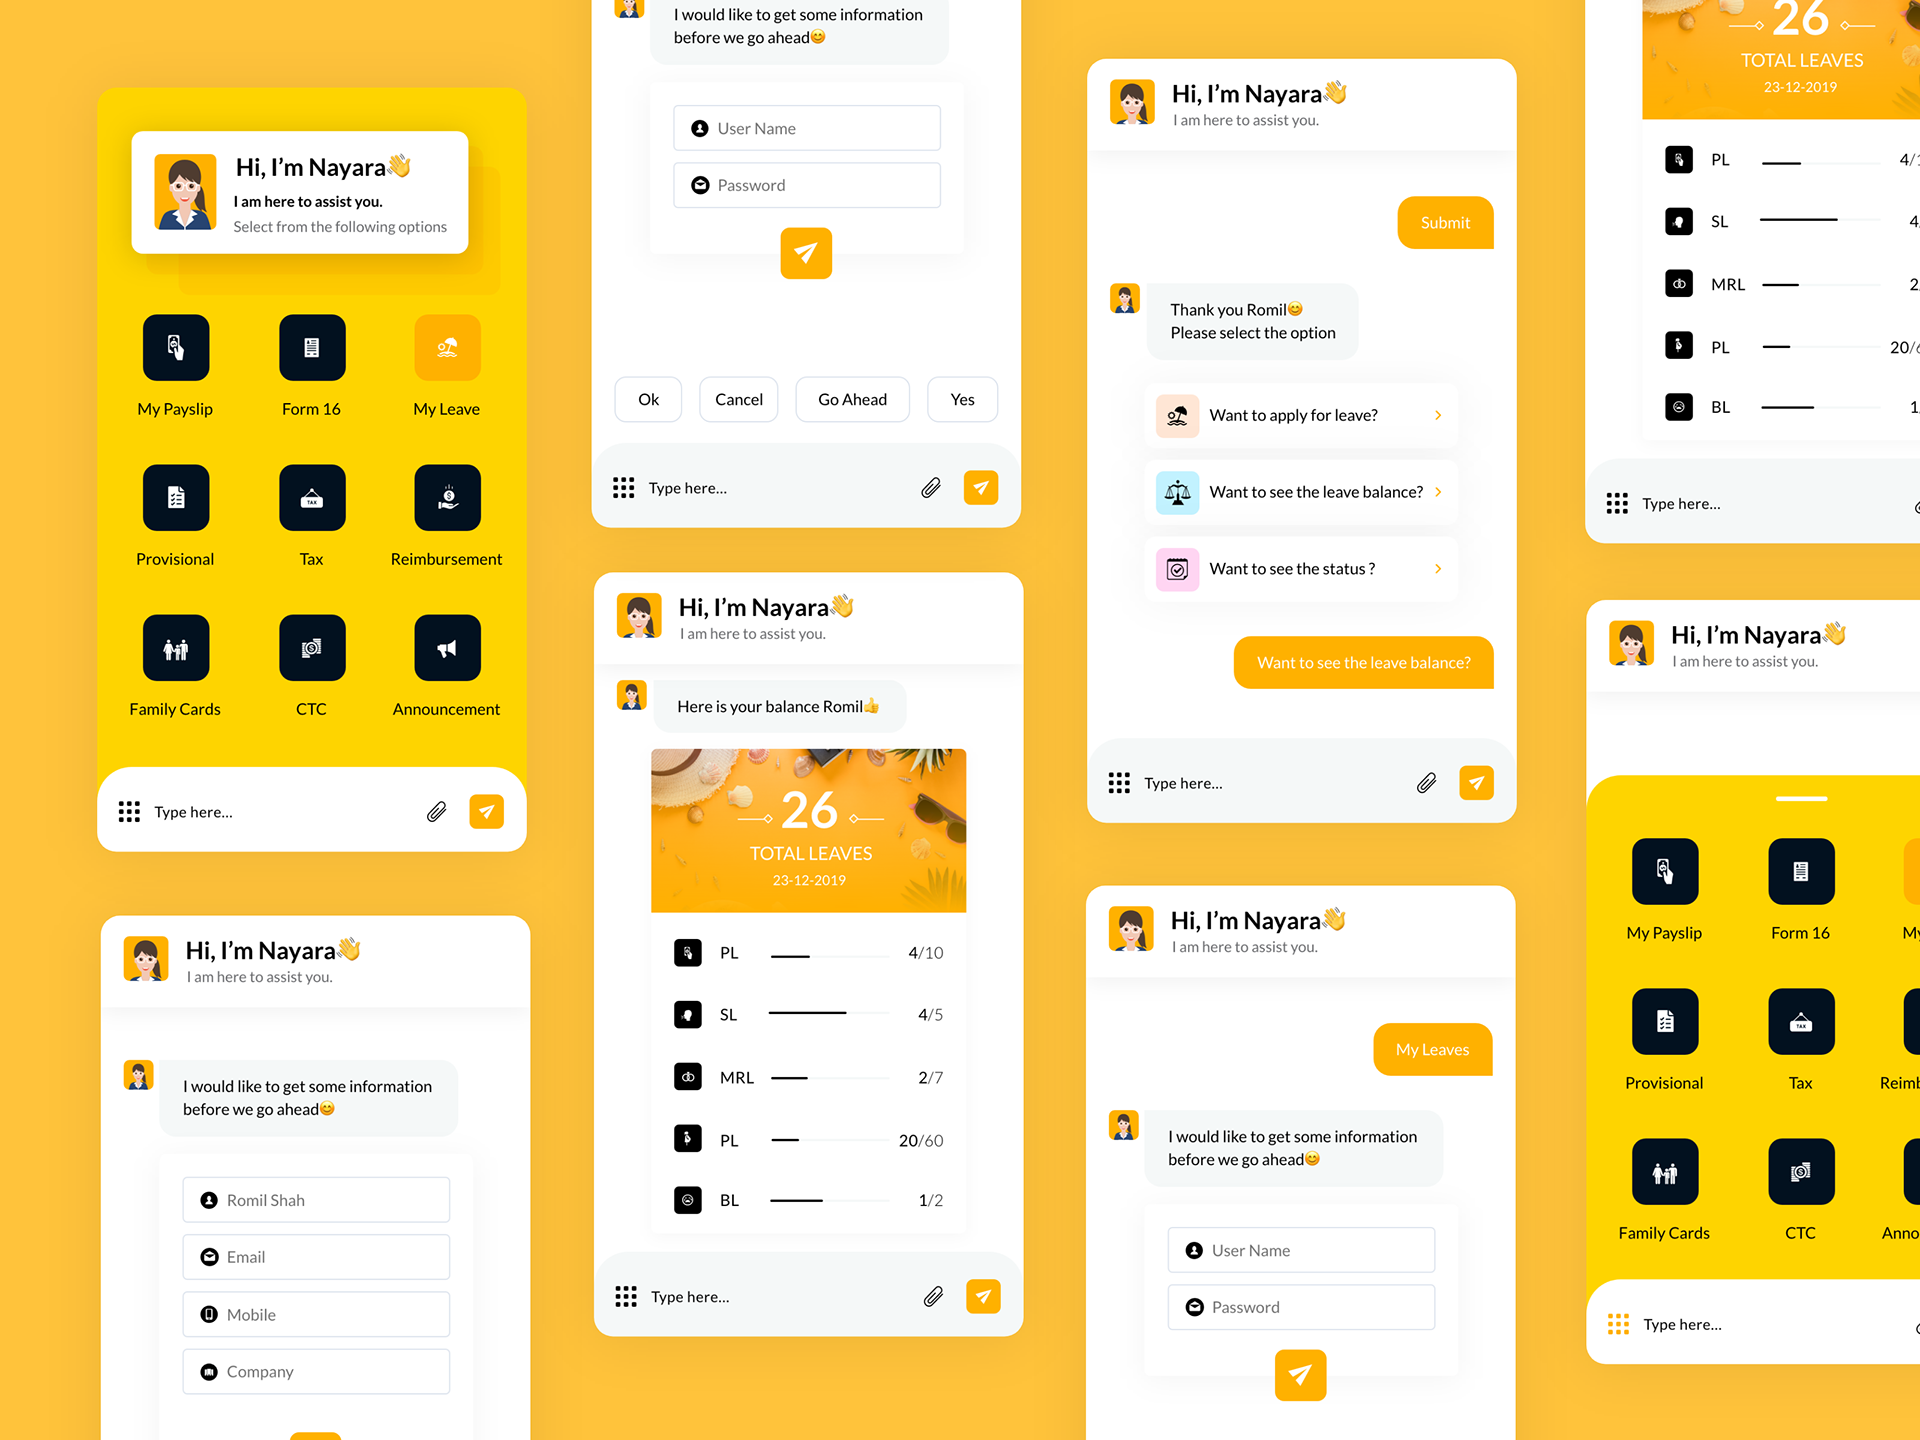 Hi, I'm Nayara👋
I am here to assist you.
Select from the following options
My Payslip
Form 16
My Leave
Provisional
TAX
Tax
Reimbursement
Family Cards
CTC
Announcement
Type here...
Hi, I'm Nayara👋
I am here to assist you.
I would like to get some information
before we go ahead😊
Romil Shah
Email
Mobile
Company
I would like to get some information
before we go ahead😊
User Name
Password
Ok
Cancel
Go Ahead
Yes
Type here...
Hi, I'm Nayara👋
I am here to assist you.
Here is your balance Romil👍
26
TOTAL LEAVES
23-12-2019
PL 4/10
SL 4/5
MRL 2/7
PL 20/60
BL 1/2
Type here...
Hi, I'm Nayara👋
I am here to assist you.
Submit
Thank you Romil😊
Please select the option
Want to apply for leave?
Want to see the leave balance?
Want to see the status ?
Want to see the leave balance?
Type here...
Hi, I'm Nayara👋
I am here to assist you.
My Leaves
I would like to get some information
before we go ahead😊
User Name
Password
26
TOTAL LEAVES
23-12-2019
PL 4/1
SL 4
MRL 2
PL 20/
BL 1
Type here...
Hi, I'm Nayara👋
I am here to assist you.
My Payslip
Form 16
My
Provisional
TAX
Tax
Reimb
Family Cards
CTC
Anno
Type here...